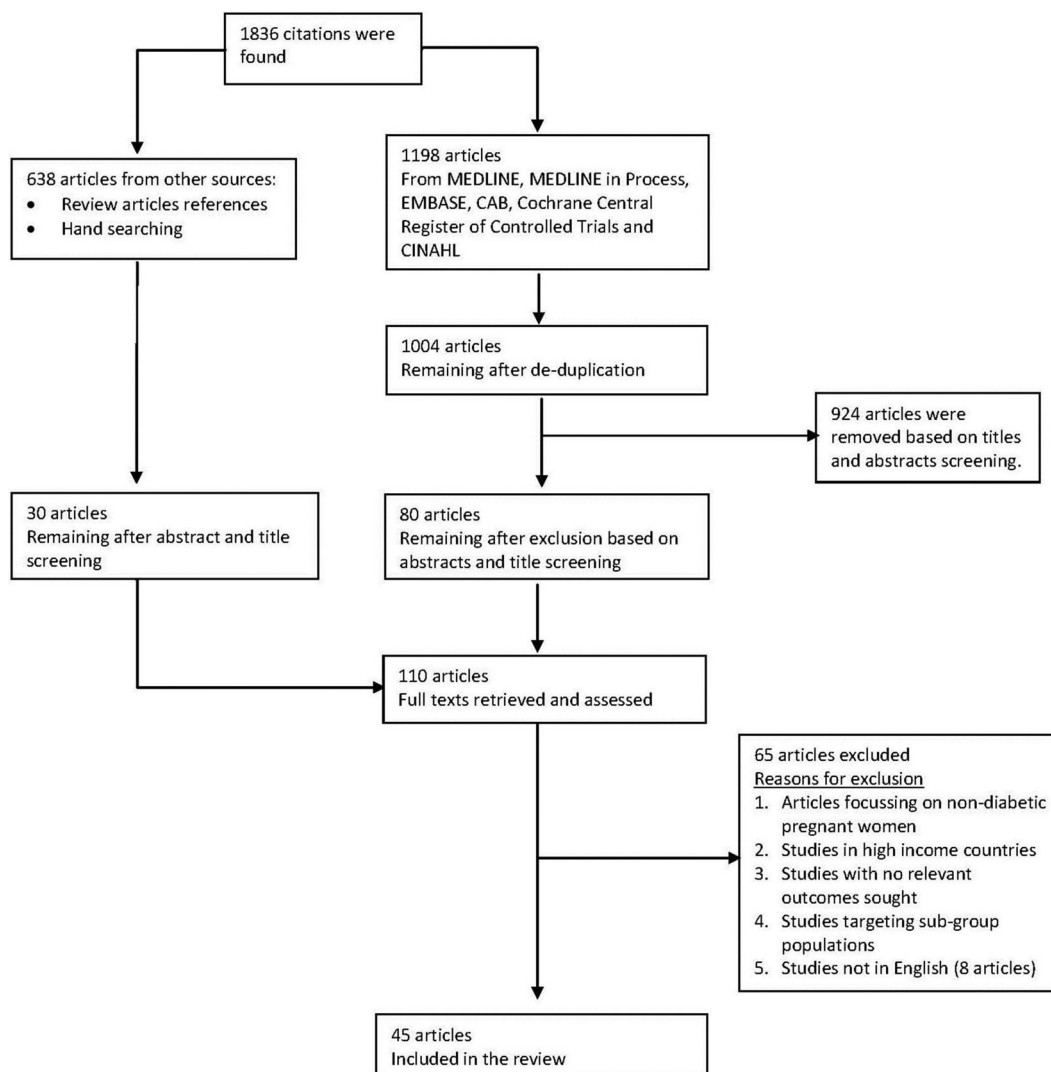 1836 citations were
found
638 articles from other sources:
• Review articles references
• Hand searching
1198 articles
From MEDLINE, MEDLINE in Process,
EMBASE, CAB, Cochrane Central
Register of Controlled Trials and
CINAHL
1004 articles
Remaining after de-duplication
924 articles were
removed based on titles
and abstracts screening.
30 articles
Remaining after abstract and title
screening
80 articles
Remaining after exclusion based on
abstracts and title screening
110 articles
Full texts retrieved and assessed
65 articles excluded
Reasons for exclusion
1. Articles focussing on non-diabetic
pregnant women
2. Studies in high income countries
3. Studies with no relevant
outcomes sought
4. Studies targeting sub-group
populations
5. Studies not in English (8 articles)
45 articles
Included in the review